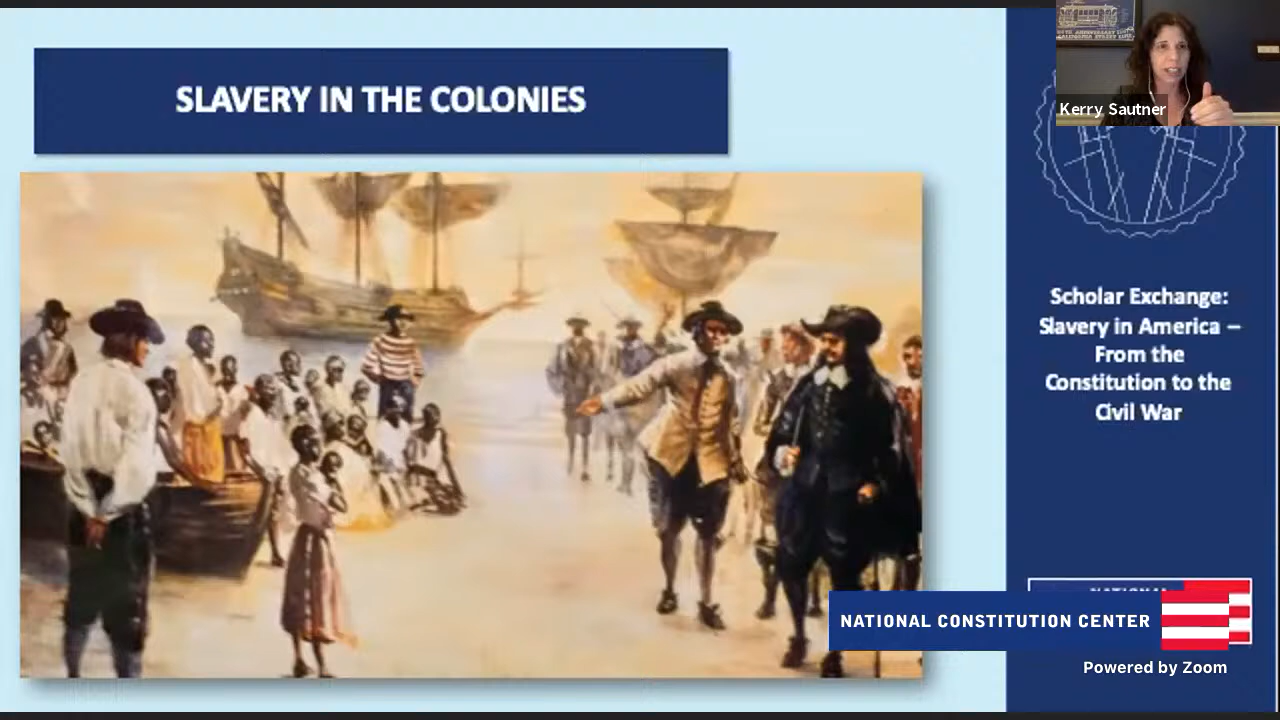 SLAVERY IN THE COLONIES
Kerry Sautner
Scholar Exchange:
Slavery in America –
From the
Constitution to the
Civil War
NATIONAL CONSTITUTION CENTER
Powered by Zoom